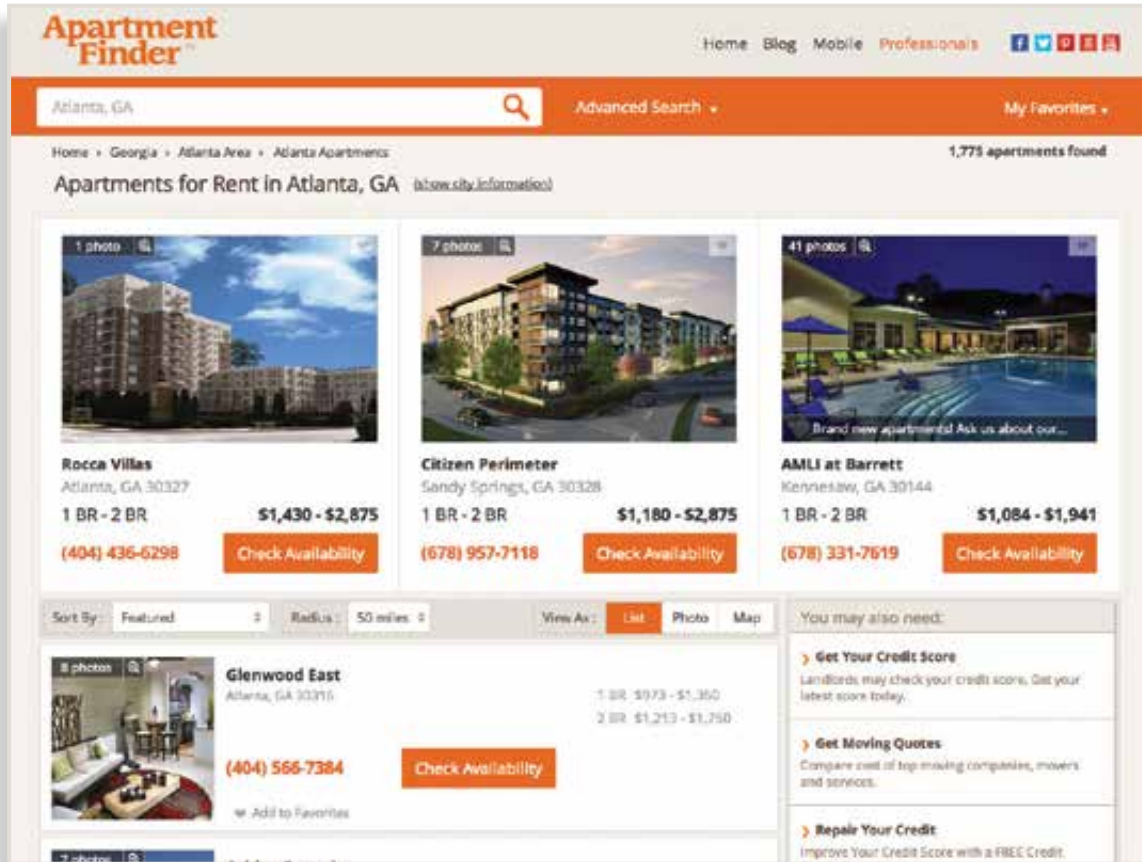 Apartment
Finder™
Home Blog Mobile Professionals
Atlanta, GA
Advanced Search
My Favorites
Home › Georgia › Atlanta Area › Atlanta Apartments
1,775 apartments found
Apartments for Rent in Atlanta, GA (show city information)
1 photo
7 photos
41 photos
Brand new apartments! Ask us about our...
Rocca Villas
Atlanta, GA 30327
1 BR - 2 BR $1,430 - $2,875
(404) 436-6298 Check Availability
Citizen Perimeter
Sandy Springs, GA 30328
1 BR - 2 BR $1,180 - $2,875
(678) 957-7118 Check Availability
AMLI at Barrett
Kennesaw, GA 30144
1 BR - 2 BR $1,084 - $1,941
(678) 331-7619 Check Availability
Sort By: Featured Radius: 50 miles View As: List Photo Map
8 photos
Glenwood East
Atlanta, GA 30316
1 BR $973 - $1,350
2 BR $1,213 - $1,750
(404) 566-7384 Check Availability
Add to Favorites
7 photos
You may also need:
› Get Your Credit Score
Landlords may check your credit score. Get your
latest score today.
› Get Moving Quotes
Compare cost of top moving companies, movers
and services.
› Repair Your Credit
Improve Your Credit Score with a FREE Credit